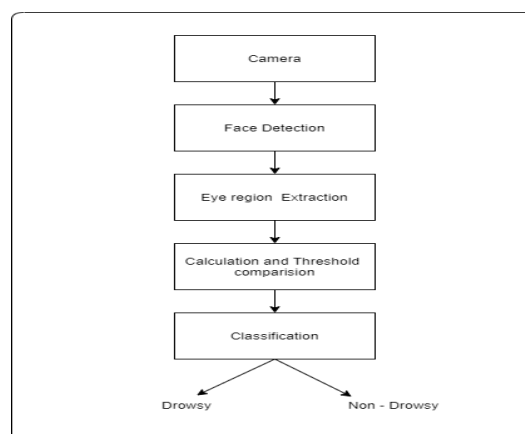 Camera
Face Detection
Eye region Extraction
Calculation and Threshold
comparision
Classification
Drowsy
Non - Drowsy